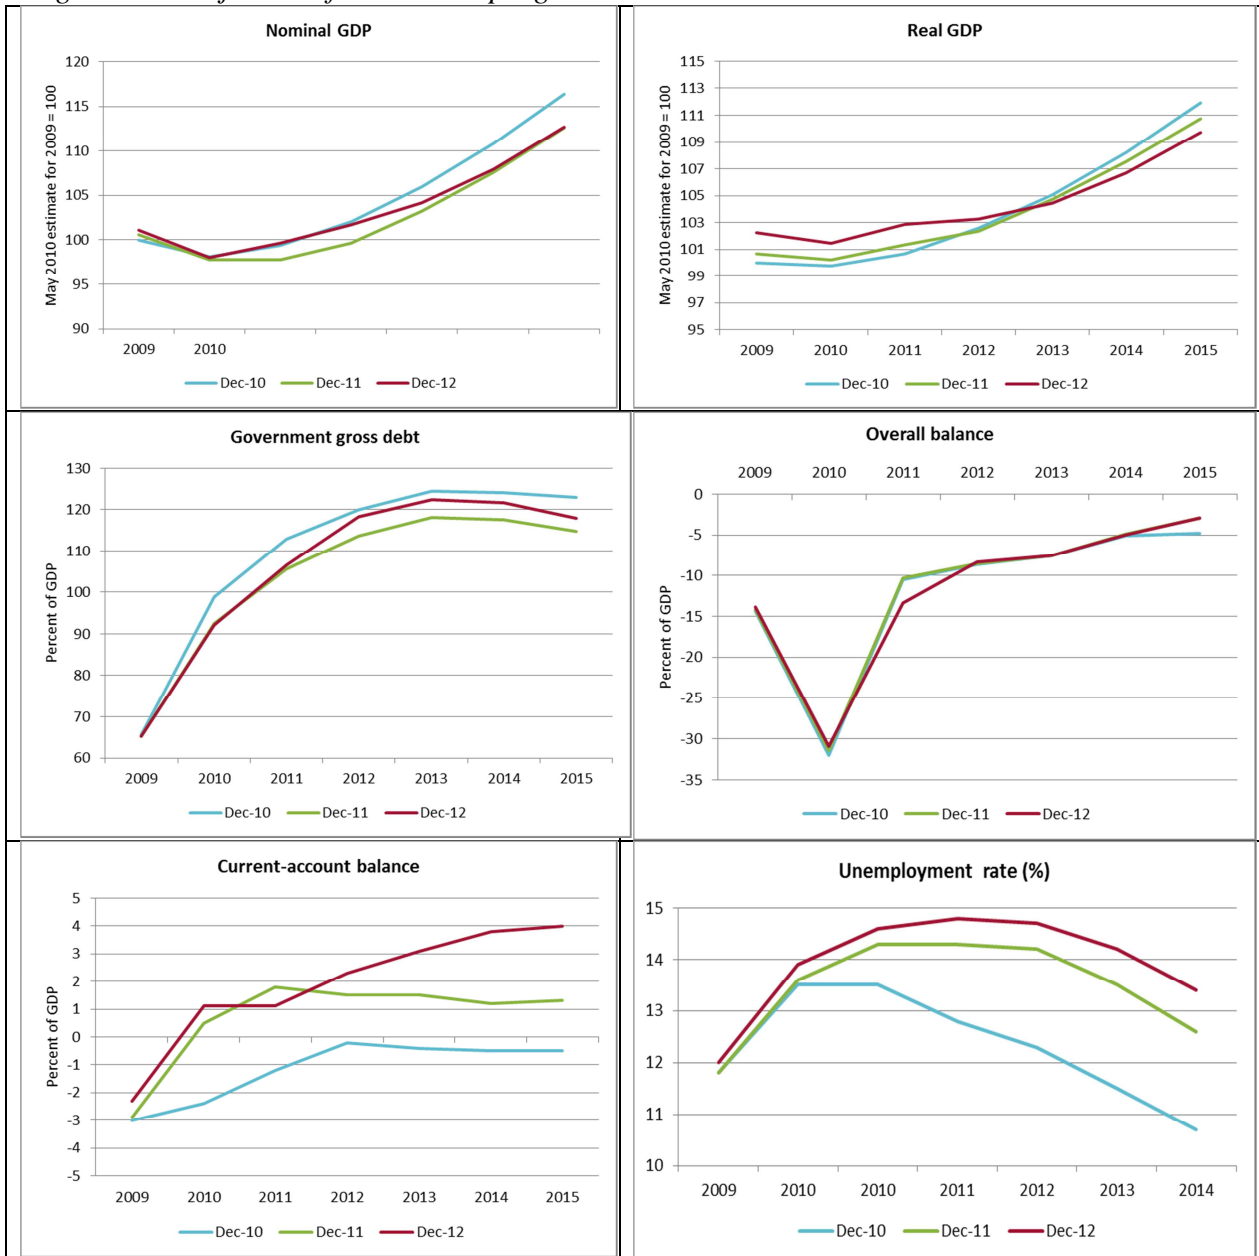 Nominal GDP
May 2010 estimate for 2009 = 100
120
115
110
105
100
95
90
2009 2010
Dec-10 Dec-11 Dec-12
Real GDP
May 2010 estimate for 2009 = 100
115
113
111
109
107
105
103
101
99
97
95
2009 2010 2011 2012 2013 2014 2015
Dec-10 Dec-11 Dec-12
Government gross debt
Percent of GDP
130
120
110
100
90
80
70
60
2009 2010 2011 2012 2013 2014 2015
Dec-10 Dec-11 Dec-12
Overall balance
2009 2010 2011 2012 2013 2014 2015
Percent of GDP
0
-5
-10
-15
-20
-25
-30
-35
Dec-10 Dec-11 Dec-12
Current-account balance
Percent of GDP
5
4
3
2
1
0
-1
-2
-3
-4
-5
2009 2010 2011 2012 2013 2014 2015
Dec-10 Dec-11 Dec-12
Unemployment rate (%)
15
14
13
12
11
10
2009 2010 2010 2011 2012 2013 2014
Dec-10 Dec-11 Dec-12